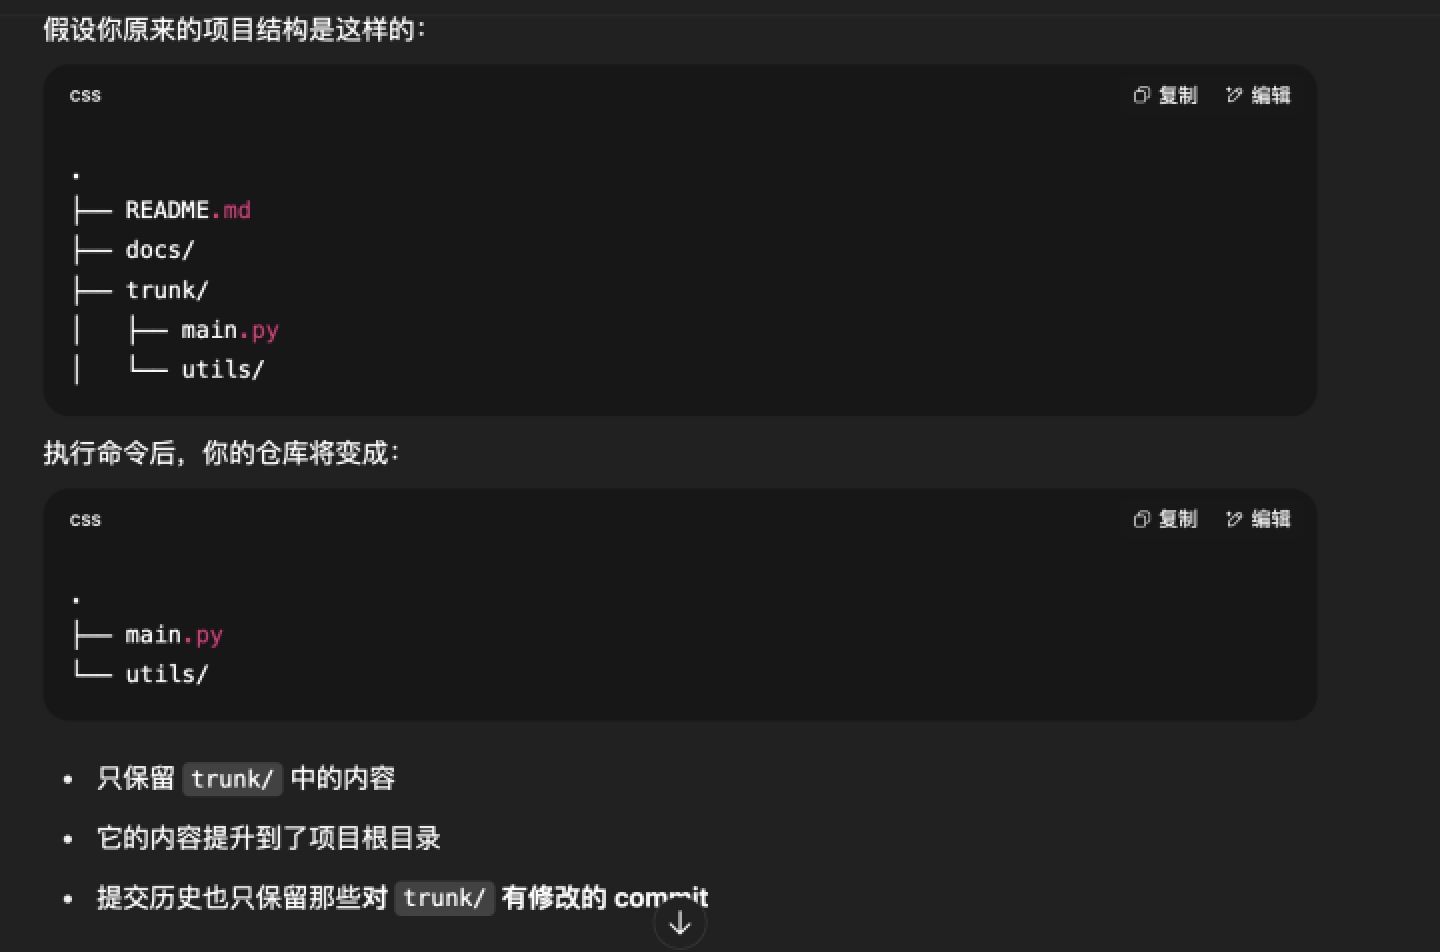 假设你原来的项目结构是这样的：
css 复制 编辑
.
├── README.md
├── docs/
├── trunk/
│   ├── main.py
│   └── utils/
执行命令后，你的仓库将变成：
css 复制 编辑
.
├── main.py
└── utils/
• 只保留 trunk/ 中的内容
• 它的内容提升到了项目根目录
• 提交历史也只保留那些对 trunk/ 有修改的 commit